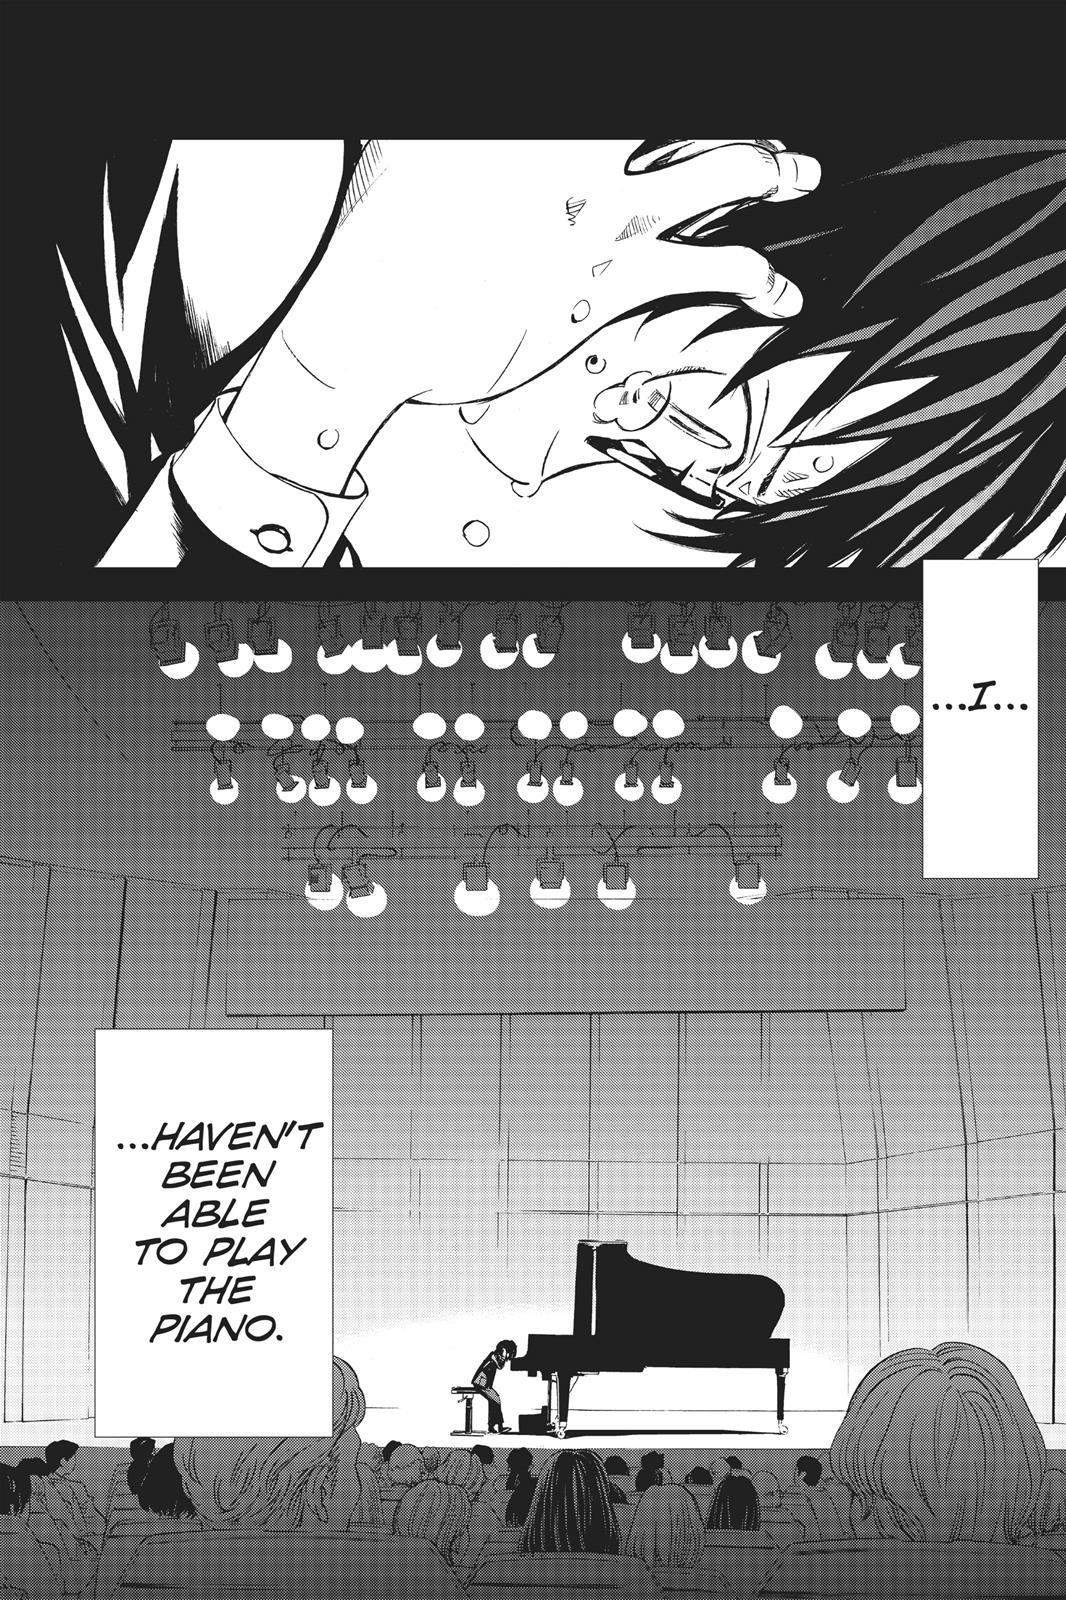 ...I...
...HAVEN'T
BEEN
ABLE
TO PLAY
THE
PIANO.